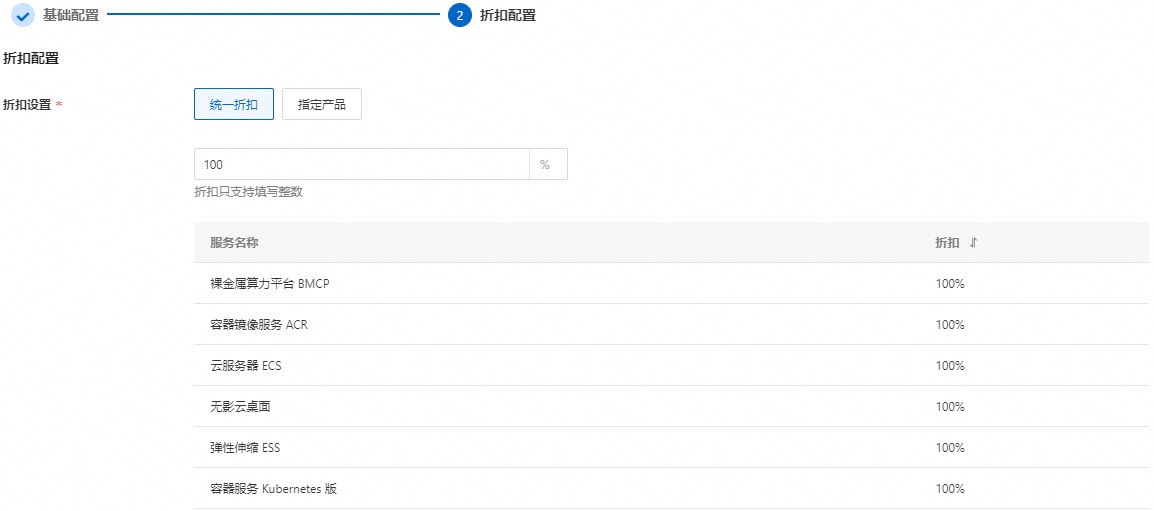 基础配置 2 折扣配置
折扣配置
折扣设置 * 统一折扣 指定产品
100 %
折扣只支持填写整数
服务名称 折扣
裸金属算力平台 BMCP 100%
容器镜像服务 ACR 100%
云服务器 ECS 100%
无影云桌面 100%
弹性伸缩 ESS 100%
容器服务 Kubernetes 版 100%